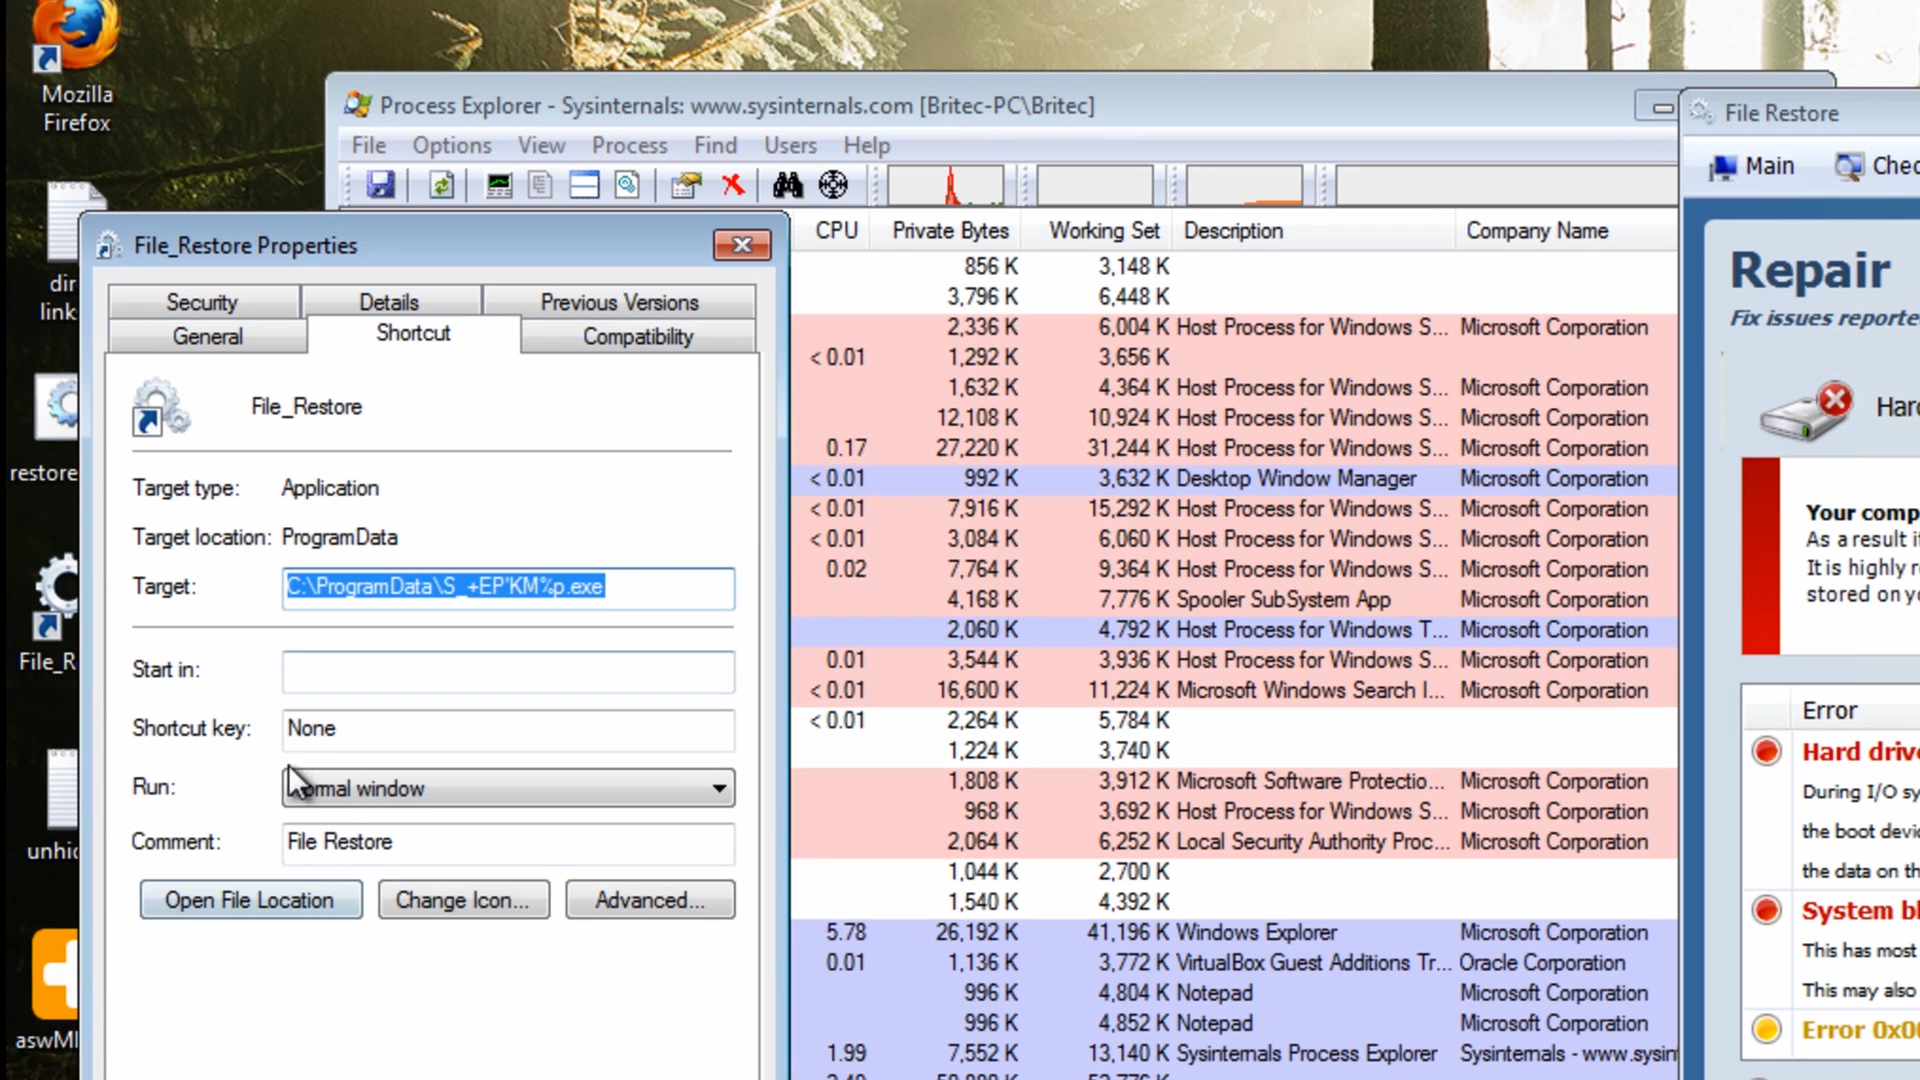 Mozilla
Firefox
dir
link
restore
File_R
unhic
aswM
Process Explorer - Sysinternals: www.sysinternals.com [Britec-PC\Britec]
File Options View Process Find Users Help
CPU Private Bytes Working Set Description Company Name
856 K 3,148 K
3,796 K 6,448 K
2,336 K 6,004 K Host Process for Windows S... Microsoft Corporation
< 0.01 1,292 K 3,656 K
1,632 K 4,364 K Host Process for Windows S... Microsoft Corporation
12,108 K 10,924 K Host Process for Windows S... Microsoft Corporation
0.17 27,220 K 31,244 K Host Process for Windows S... Microsoft Corporation
< 0.01 992 K 3,632 K Desktop Window Manager Microsoft Corporation
< 0.01 7,916 K 15,292 K Host Process for Windows S... Microsoft Corporation
< 0.01 3,084 K 6,060 K Host Process for Windows S... Microsoft Corporation
0.02 7,764 K 9,364 K Host Process for Windows S... Microsoft Corporation
4,168 K 7,776 K Spooler SubSystem App Microsoft Corporation
2,060 K 4,792 K Host Process for Windows T... Microsoft Corporation
0.01 3,544 K 3,936 K Host Process for Windows S... Microsoft Corporation
< 0.01 16,600 K 11,224 K Microsoft Windows Search I... Microsoft Corporation
< 0.01 2,264 K 5,784 K
1,224 K 3,740 K
1,808 K 3,912 K Microsoft Software Protectio... Microsoft Corporation
968 K 3,692 K Host Process for Windows S... Microsoft Corporation
2,064 K 6,252 K Local Security Authority Proc... Microsoft Corporation
1,044 K 2,700 K
1,540 K 4,392 K
5.78 26,192 K 41,196 K Windows Explorer Microsoft Corporation
0.01 1,136 K 3,772 K VirtualBox Guest Additions Tr... Oracle Corporation
996 K 4,804 K Notepad Microsoft Corporation
996 K 4,852 K Notepad Microsoft Corporation
1.99 7,552 K 13,140 K Sysinternals Process Explorer Sysinternals - www.sysin
File_Restore Properties
Security Details Previous Versions
General Shortcut Compatibility
File_Restore
Target type: Application
Target location: ProgramData
Target: C:\ProgramData\S_+EP'KM%p.exe
Start in:
Shortcut key: None
Run: ormal window
Comment: File Restore
Open File Location Change Icon... Advanced...
File Restore
Main Chec
Repair
Fix issues reporte
Hard
Your comp
As a result i
It is highly r
stored on yo
Error
Hard drive
During I/O sy
the boot devic
the data on th
System bl
This has most
This may also
Error 0x00